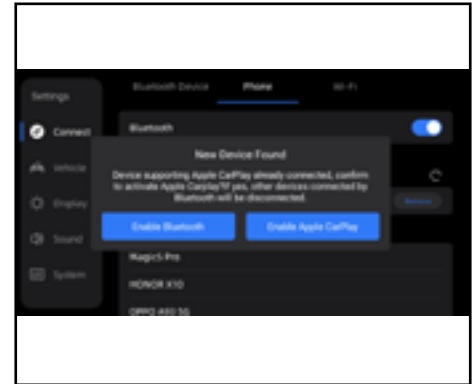 Bluetooth Device Phone Wi-Fi
Settings
Connect
Bluetooth
New Device Found
Vehicle
Device supporting Apple CarPlay already connected, confirm
to activate Apple Carplay?If yes, other devices connected by
Bluetooth will be disconnected.
Display
Enable Bluetooth Enable Apple CarPlay
Sound
Magic5 Pro
System
HONOR X10
OPPO A93 5G